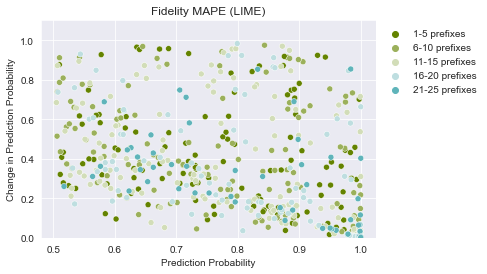 Fidelity MAPE (LIME)
1-5 prefixes
6-10 prefixes
11-15 prefixes
16-20 prefixes
21-25 prefixes
Change in Prediction Probability
1.0
0.8
0.6
0.4
0.2
0.0
0.5 0.6 0.7 0.8 0.9 1.0
Prediction Probability